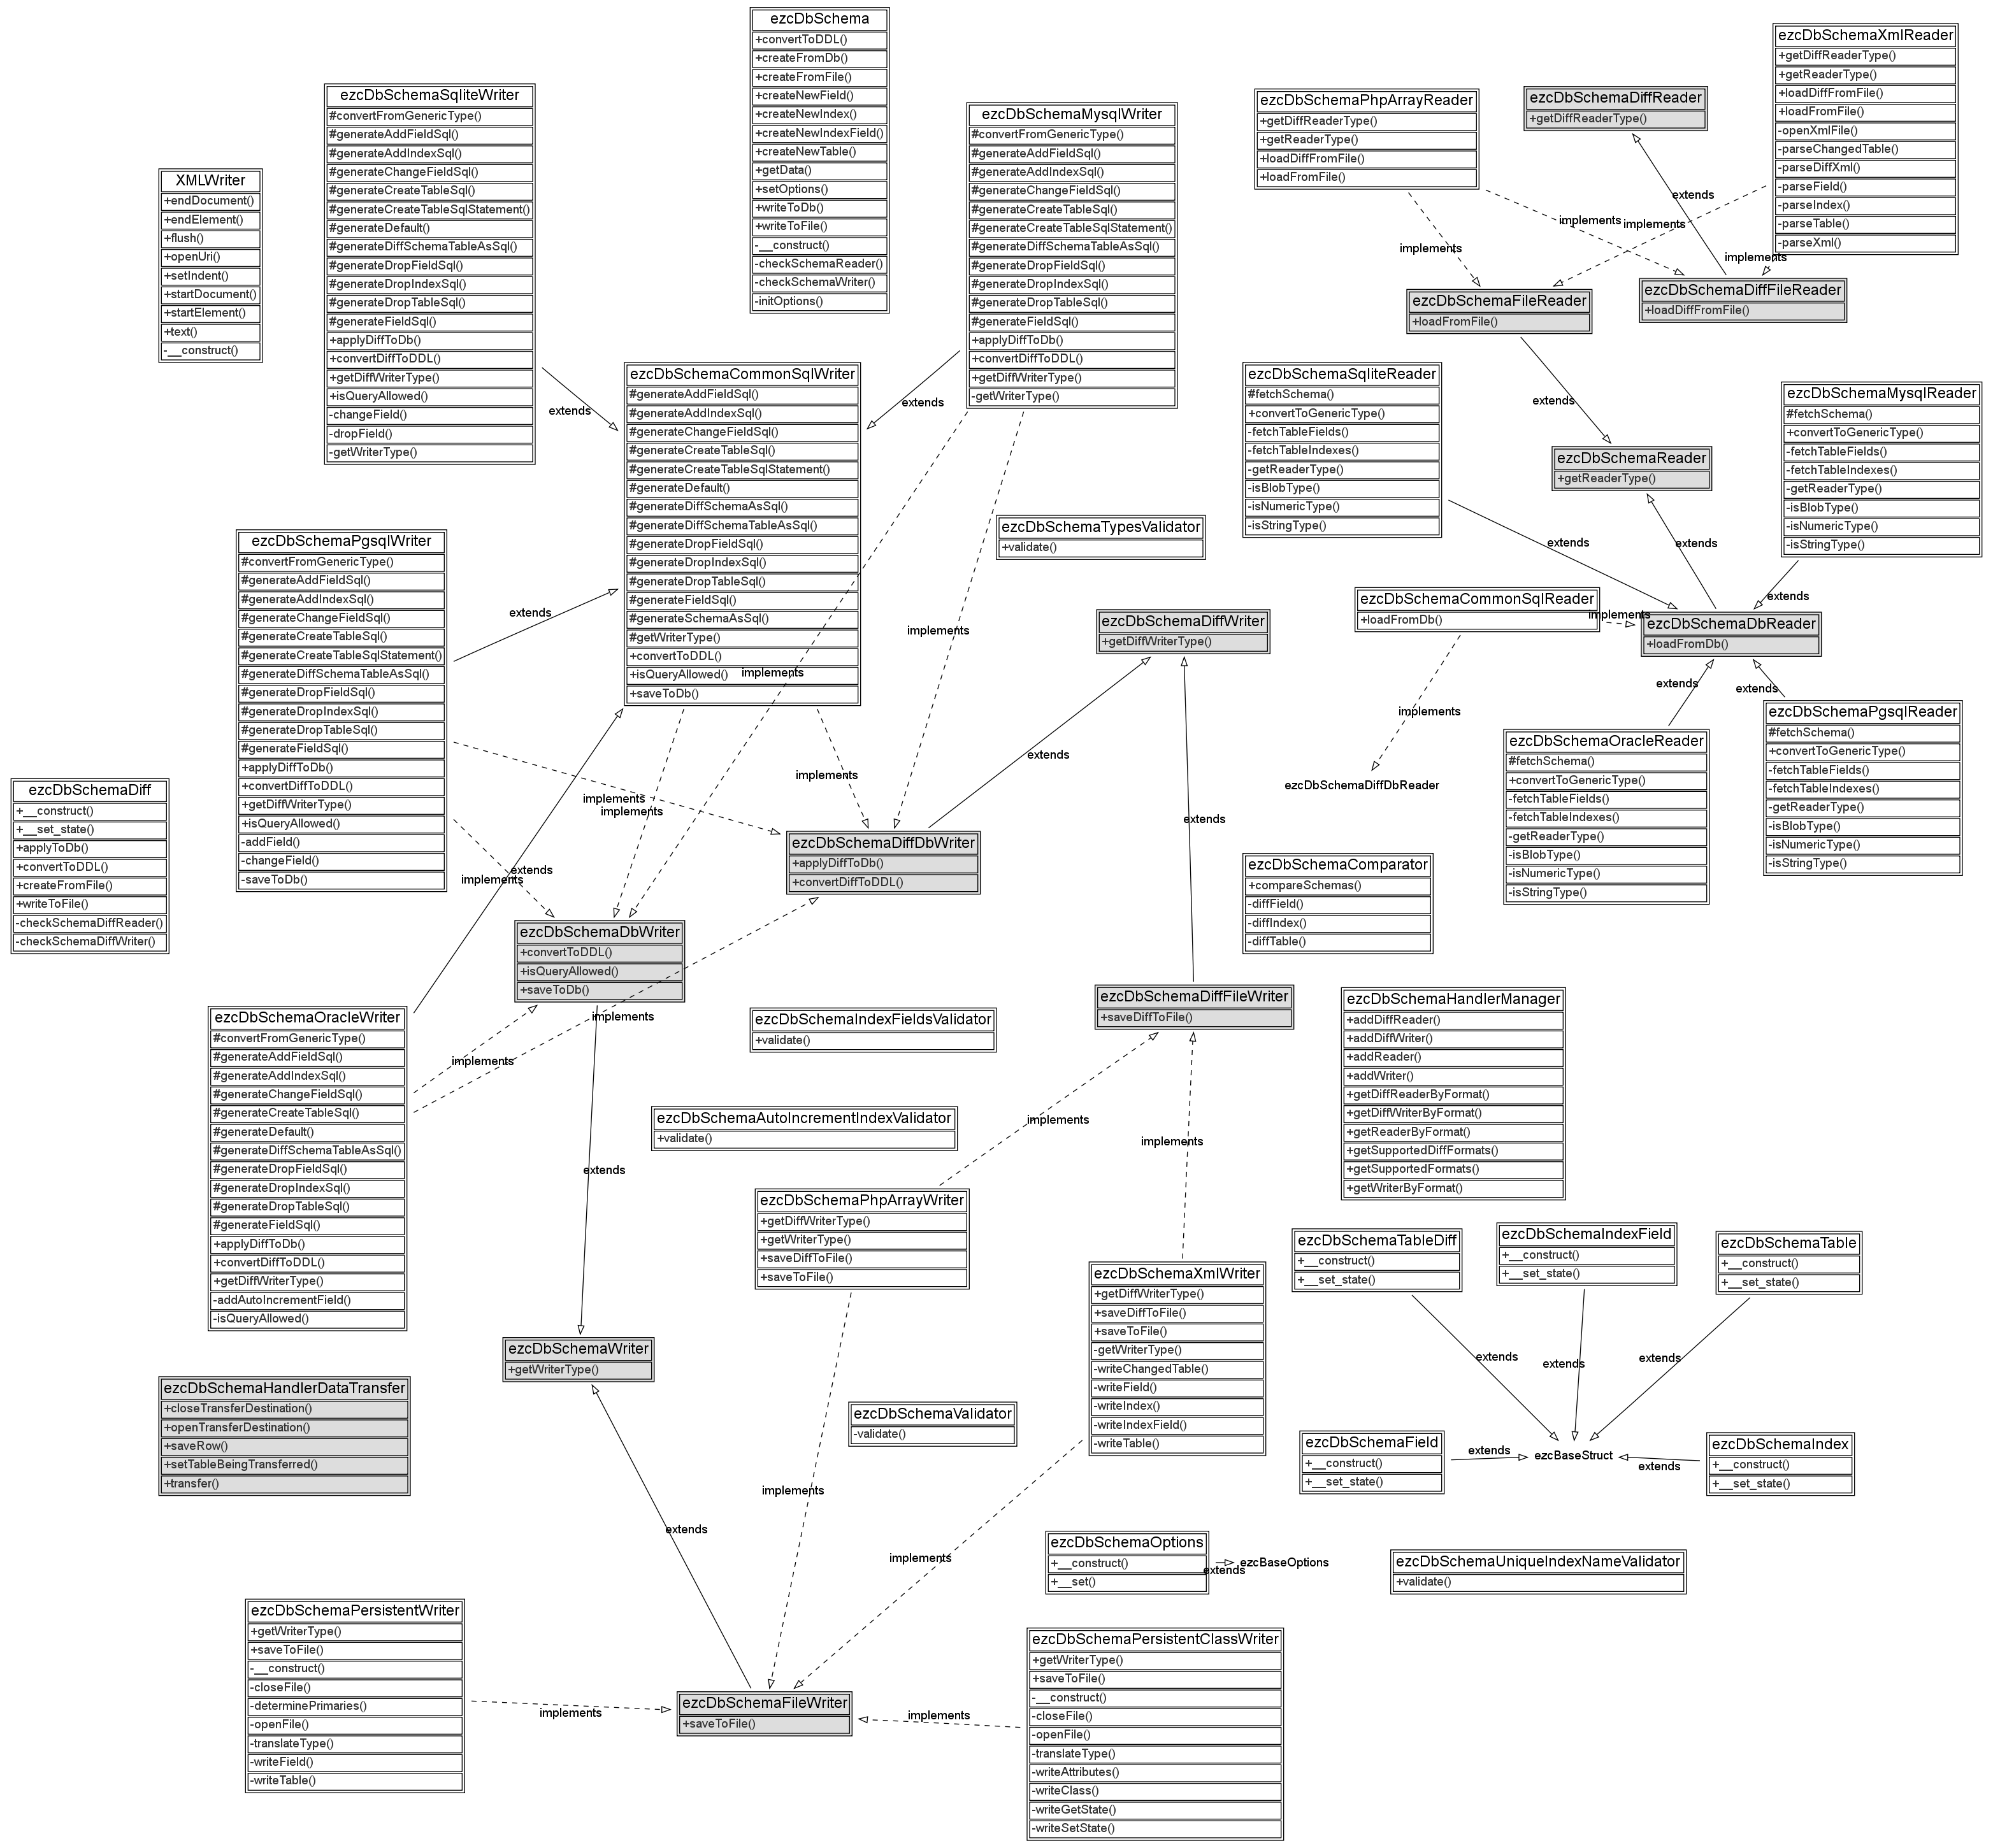 ezcDbSchema
+convertToDDL()
+createFromDb()
+createFromFile()
+createNewField()
+createNewIndex()
+createNewIndexField()
+createNewTable()
+getData()
+setOptions()
+writeToDb()
+writeToFile()
-__construct()
-checkSchemaReader()
-checkSchemaWriter()
-initOptions()
ezcDbSchemaXmlReader
+getDiffReaderType()
+getReaderType()
+loadDiffFromFile()
+loadFromFile()
-openXmlFile()
-parseChangedTable()
-parseDiffXml()
-parseField()
-parseIndex()
-parseTable()
-parseXml()
ezcDbSchemaSqliteWriter
#convertFromGenericType()
#generateAddFieldSql()
#generateAddIndexSql()
#generateChangeFieldSql()
#generateCreateTableSql()
#generateCreateTableSqlStatement()
#generateDefault()
#generateDiffSchemaTableAsSql()
#generateDropFieldSql()
#generateDropIndexSql()
#generateDropTableSql()
#generateFieldSql()
+applyDiffToDb()
+convertDiffToDDL()
+getDiffWriterType()
+isQueryAllowed()
-changeField()
-dropField()
-getWriterType()
ezcDbSchemaPhpArrayReader
+getDiffReaderType()
+getReaderType()
+loadDiffFromFile()
+loadFromFile()
ezcDbSchemaDiffReader
+getDiffReaderType()
ezcDbSchemaMysqlWriter
#convertFromGenericType()
#generateAddFieldSql()
#generateAddIndexSql()
#generateChangeFieldSql()
#generateCreateTableSql()
#generateCreateTableSqlStatement()
#generateDiffSchemaTableAsSql()
#generateDropFieldSql()
#generateDropIndexSql()
#generateDropTableSql()
#generateFieldSql()
+applyDiffToDb()
+convertDiffToDDL()
+getDiffWriterType()
-getWriterType()
XMLWriter
+endDocument()
+endElement()
+flush()
+openUri()
+setIndent()
+startDocument()
+startElement()
+text()
-__construct()
extends
implements
implements
implements
implements
ezcDbSchemaDiffFileReader
+loadDiffFromFile()
ezcDbSchemaFileReader
+loadFromFile()
ezcDbSchemaCommonSqlWriter
#generateAddFieldSql()
#generateAddIndexSql()
#generateChangeFieldSql()
#generateCreateTableSql()
#generateCreateTableSqlStatement()
#generateDefault()
#generateDiffSchemaAsSql()
#generateDiffSchemaTableAsSql()
#generateDropFieldSql()
#generateDropIndexSql()
#generateDropTableSql()
#generateFieldSql()
#generateSchemaAsSql()
#getWriterType()
+convertToDDL()
+isQueryAllowed()
+saveToDb()
extends
extends
extends
ezcDbSchemaSqliteReader
#fetchSchema()
+convertToGenericType()
-fetchTableFields()
-fetchTableIndexes()
-getReaderType()
-isBlobType()
-isNumericType()
-isStringType()
ezcDbSchemaMysqlReader
#fetchSchema()
+convertToGenericType()
-fetchTableFields()
-fetchTableIndexes()
-getReaderType()
-isBlobType()
-isNumericType()
-isStringType()
ezcDbSchemaReader
+getReaderType()
ezcDbSchemaTypesValidator
+validate()
extends
extends
extends
ezcDbSchemaPgsqlWriter
#convertFromGenericType()
#generateAddFieldSql()
#generateAddIndexSql()
#generateChangeFieldSql()
#generateCreateTableSql()
#generateCreateTableSqlStatement()
#generateDiffSchemaTableAsSql()
#generateDropFieldSql()
#generateDropIndexSql()
#generateDropTableSql()
#generateFieldSql()
+applyDiffToDb()
+convertDiffToDDL()
+getDiffWriterType()
+isQueryAllowed()
-addField()
-changeField()
-saveToDb()
extends
ezcDbSchemaCommonSqlReader
+loadFromDb()
implements
ezcDbSchemaDbReader
+loadFromDb()
ezcDbSchemaDiffWriter
+getDiffWriterType()
implements
implements
extends
extends
implements
ezcDbSchemaPgsqlReader
#fetchSchema()
+convertToGenericType()
-fetchTableFields()
-fetchTableIndexes()
-getReaderType()
-isBlobType()
-isNumericType()
-isStringType()
ezcDbSchemaOracleReader
#fetchSchema()
+convertToGenericType()
-fetchTableFields()
-fetchTableIndexes()
-getReaderType()
-isBlobType()
-isNumericType()
-isStringType()
extends
implements
implements
implements
ezcDbSchemaDiffDbReader
extends
ezcDbSchemaDiff
+__construct()
+__set_state()
+applyToDb()
+convertToDDL()
+createFromFile()
+writeToFile()
-checkSchemaDiffReader()
-checkSchemaDiffWriter()
ezcDbSchemaDiffDbWriter
+applyDiffToDb()
+convertDiffToDDL()
extends
implements
ezcDbSchemaComparator
+compareSchemas()
-diffField()
-diffIndex()
-diffTable()
ezcDbSchemaDbWriter
+convertToDDL()
+isQueryAllowed()
+saveToDb()
ezcDbSchemaDiffFileWriter
+saveDiffToFile()
ezcDbSchemaHandlerManager
+addDiffReader()
+addDiffWriter()
+addReader()
+addWriter()
+getDiffReaderByFormat()
+getDiffWriterByFormat()
+getReaderByFormat()
+getSupportedDiffFormats()
+getSupportedFormats()
+getWriterByFormat()
ezcDbSchemaOracleWriter
#convertFromGenericType()
#generateAddFieldSql()
#generateAddIndexSql()
#generateChangeFieldSql()
#generateCreateTableSql()
#generateDefault()
#generateDiffSchemaTableAsSql()
#generateDropFieldSql()
#generateDropIndexSql()
#generateDropTableSql()
#generateFieldSql()
+applyDiffToDb()
+convertDiffToDDL()
+getDiffWriterType()
-addAutoIncrementField()
-isQueryAllowed()
implements
implements
ezcDbSchemaIndexFieldsValidator
+validate()
ezcDbSchemaAutoIncrementIndexValidator
+validate()
implements
implements
extends
ezcDbSchemaPhpArrayWriter
+getDiffWriterType()
+getWriterType()
+saveDiffToFile()
+saveToFile()
ezcDbSchemaTableDiff
+__construct()
+__set_state()
ezcDbSchemaIndexField
+__construct()
+__set_state()
ezcDbSchemaTable
+__construct()
+__set_state()
ezcDbSchemaXmlWriter
+getDiffWriterType()
+saveDiffToFile()
+saveToFile()
-getWriterType()
-writeChangedTable()
-writeField()
-writeIndex()
-writeIndexField()
-writeTable()
ezcDbSchemaWriter
+getWriterType()
extends
extends
extends
ezcDbSchemaHandlerDataTransfer
+closeTransferDestination()
+openTransferDestination()
+saveRow()
+setTableBeingTransferred()
+transfer()
ezcDbSchemaValidator
-validate()
ezcDbSchemaField
+__construct()
+__set_state()
extends
ezcBaseStruct
extends
ezcDbSchemaIndex
+__construct()
+__set_state()
implements
extends
implements
ezcDbSchemaOptions
+__construct()
+__set()
extends
ezcBaseOptions
ezcDbSchemaUniqueIndexNameValidator
+validate()
ezcDbSchemaPersistentWriter
+getWriterType()
+saveToFile()
-__construct()
-closeFile()
-determinePrimaries()
-openFile()
-translateType()
-writeField()
-writeTable()
implements
ezcDbSchemaFileWriter
+saveToFile()
implements
ezcDbSchemaPersistentClassWriter
+getWriterType()
+saveToFile()
-__construct()
-closeFile()
-openFile()
-translateType()
-writeAttributes()
-writeClass()
-writeGetState()
-writeSetState()